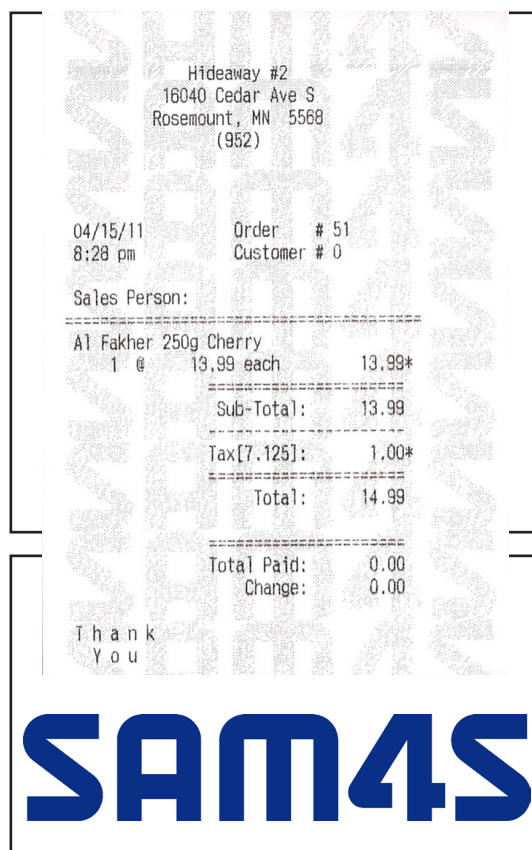 Hideaway #2
16040 Cedar Ave S
Rosemount, MN  5568
(952)
04/15/11 Order # 51
8:28 pm Customer # 0
Sales Person:
Al Fakher 250g Cherry
1 @ 13.99 each 13.99*
Sub-Total: 13.99
Tax[7.125]: 1.00*
Total: 14.99
Total Paid: 0.00
Change: 0.00
Thank
You
SAM4S